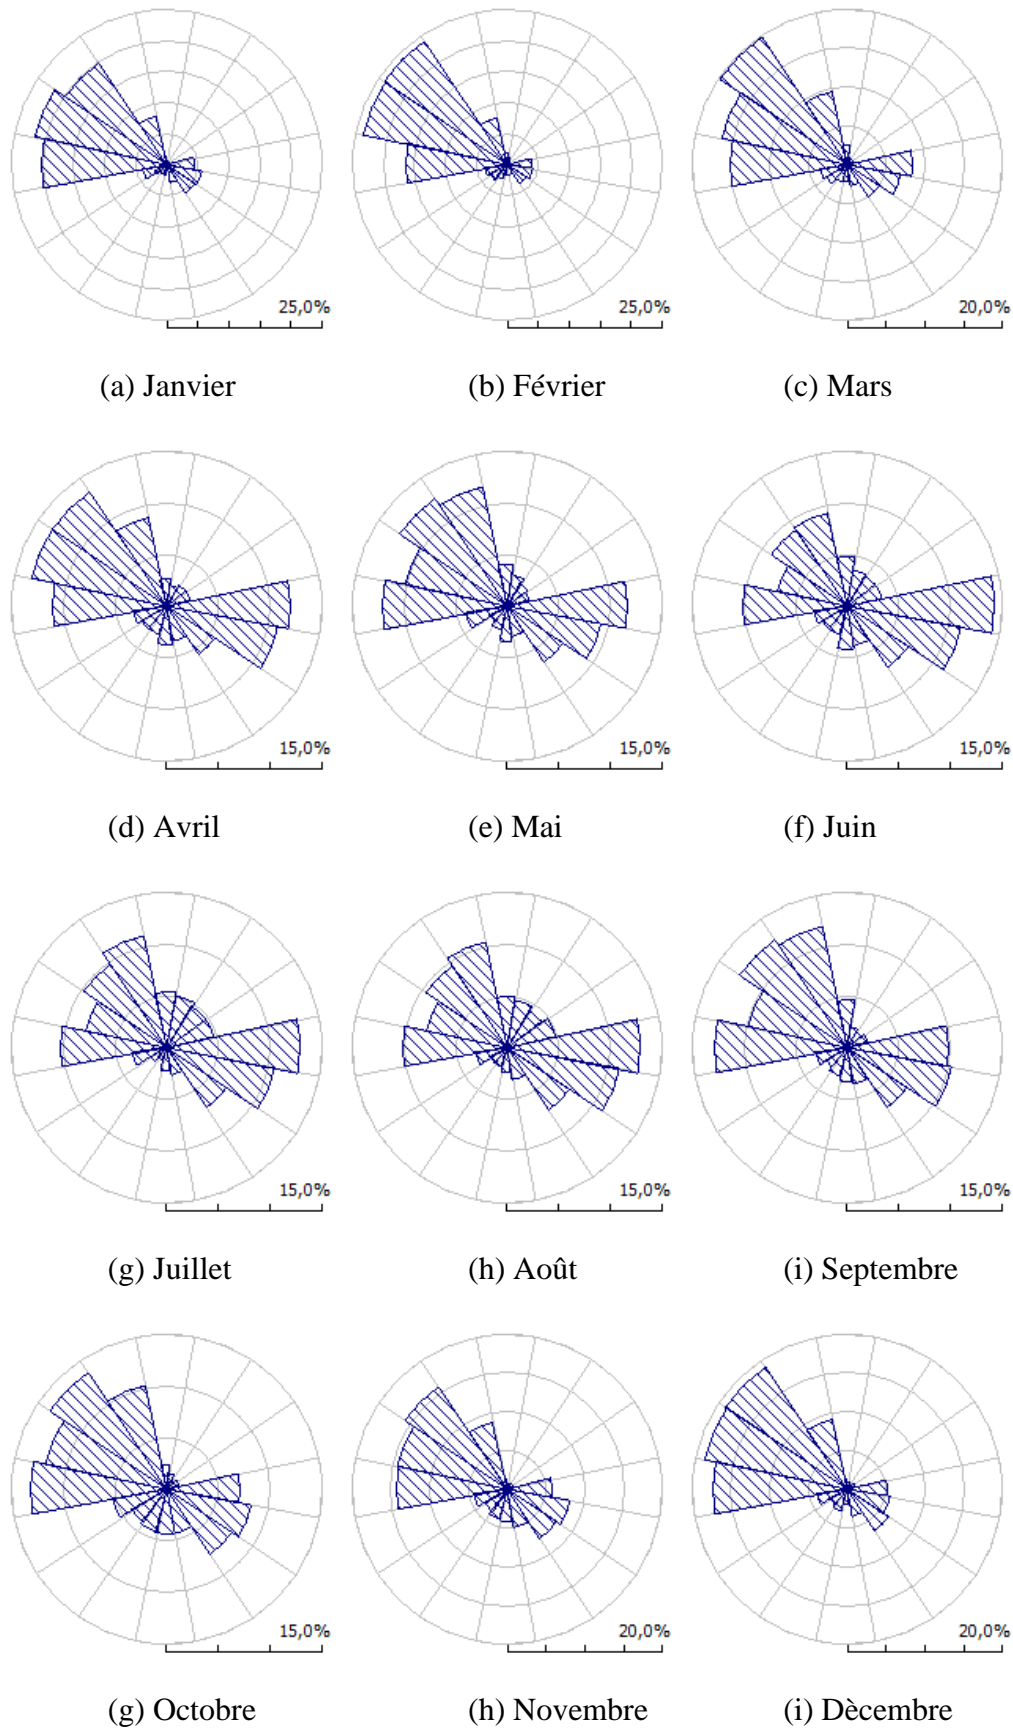 25,0% 25,0% 20,0%
(a) Janvier (b) Février (c) Mars
15,0% 15,0% 15,0%
(d) Avril (e) Mai (f) Juin
15,0% 15,0% 15,0%
(g) Juillet (h) Août (i) Septembre
15,0% 20,0% 20,0%
(g) Octobre (h) Novembre (i) Dècembre